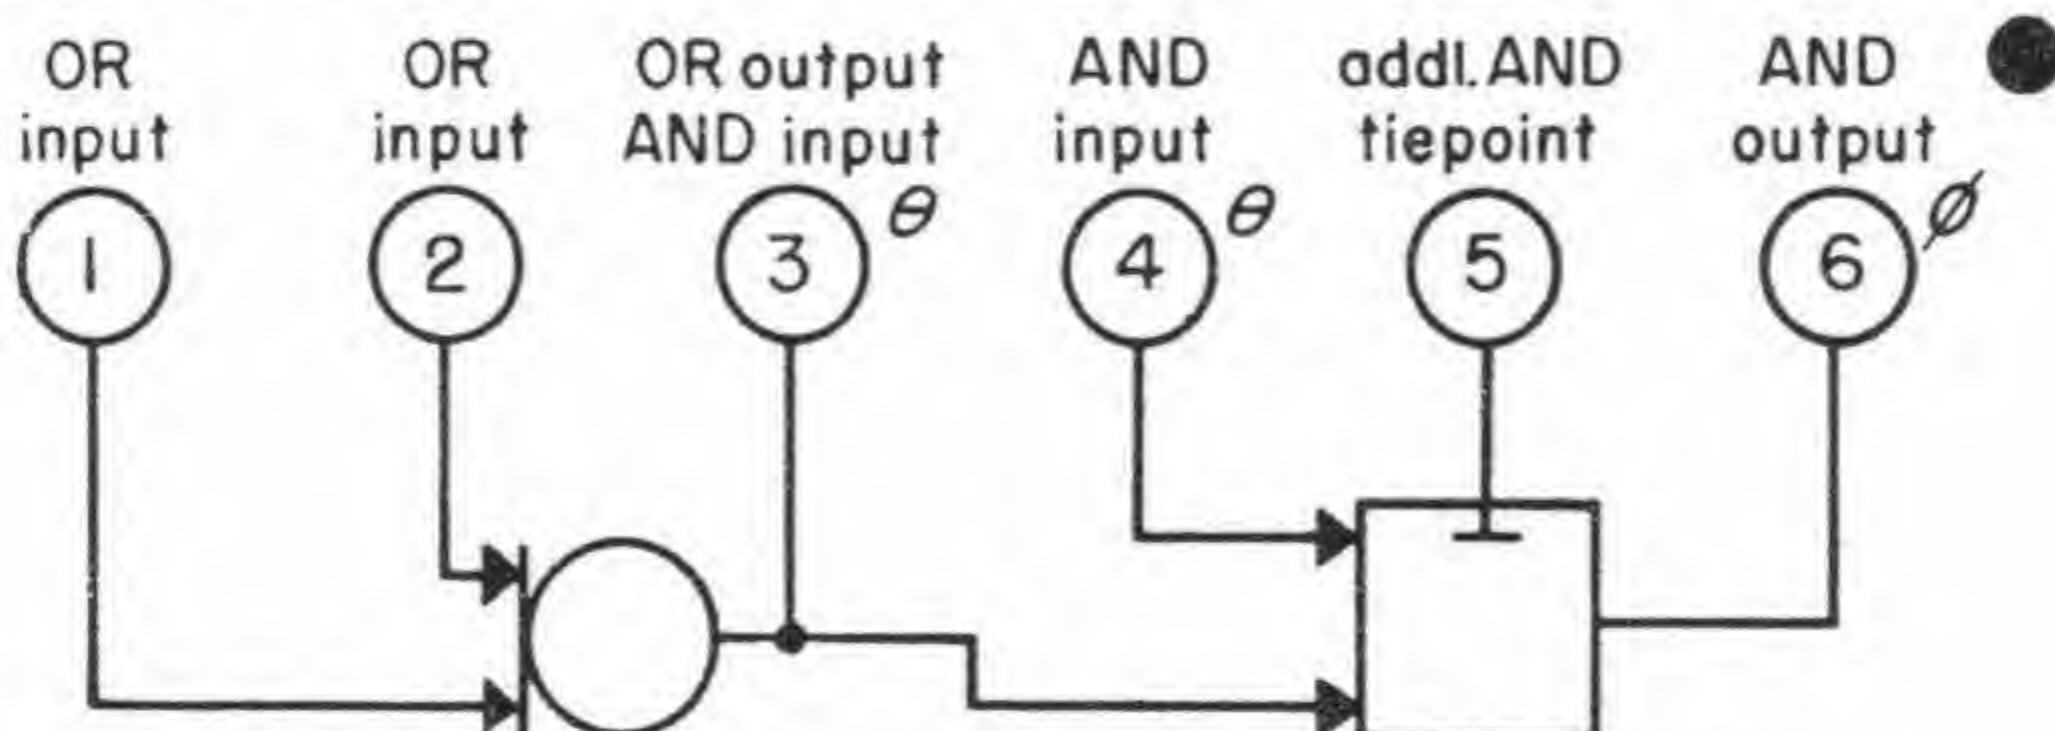 OR
input
OR
input
OR output
AND input
AND
input
addl. AND
tiepoint
AND
output
1
2
3
θ
4
θ
5
6
ø